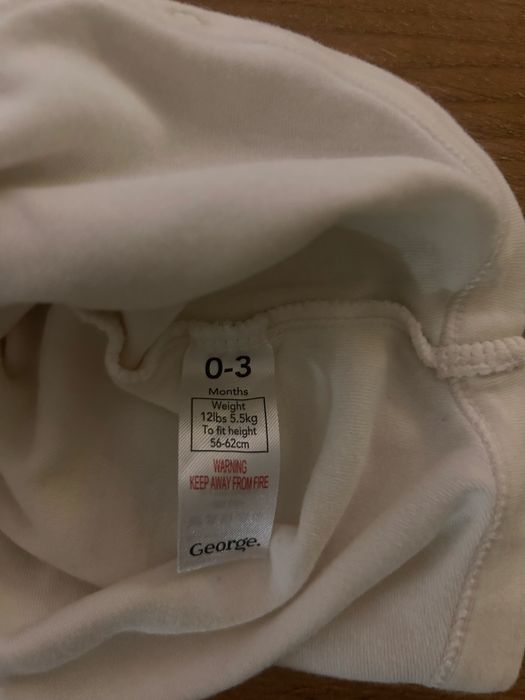 0-3
Months
Weight
12lbs 5.5kg
To fit height
56-62cm
WARNING
KEEP AWAY FROM FIRE
George.